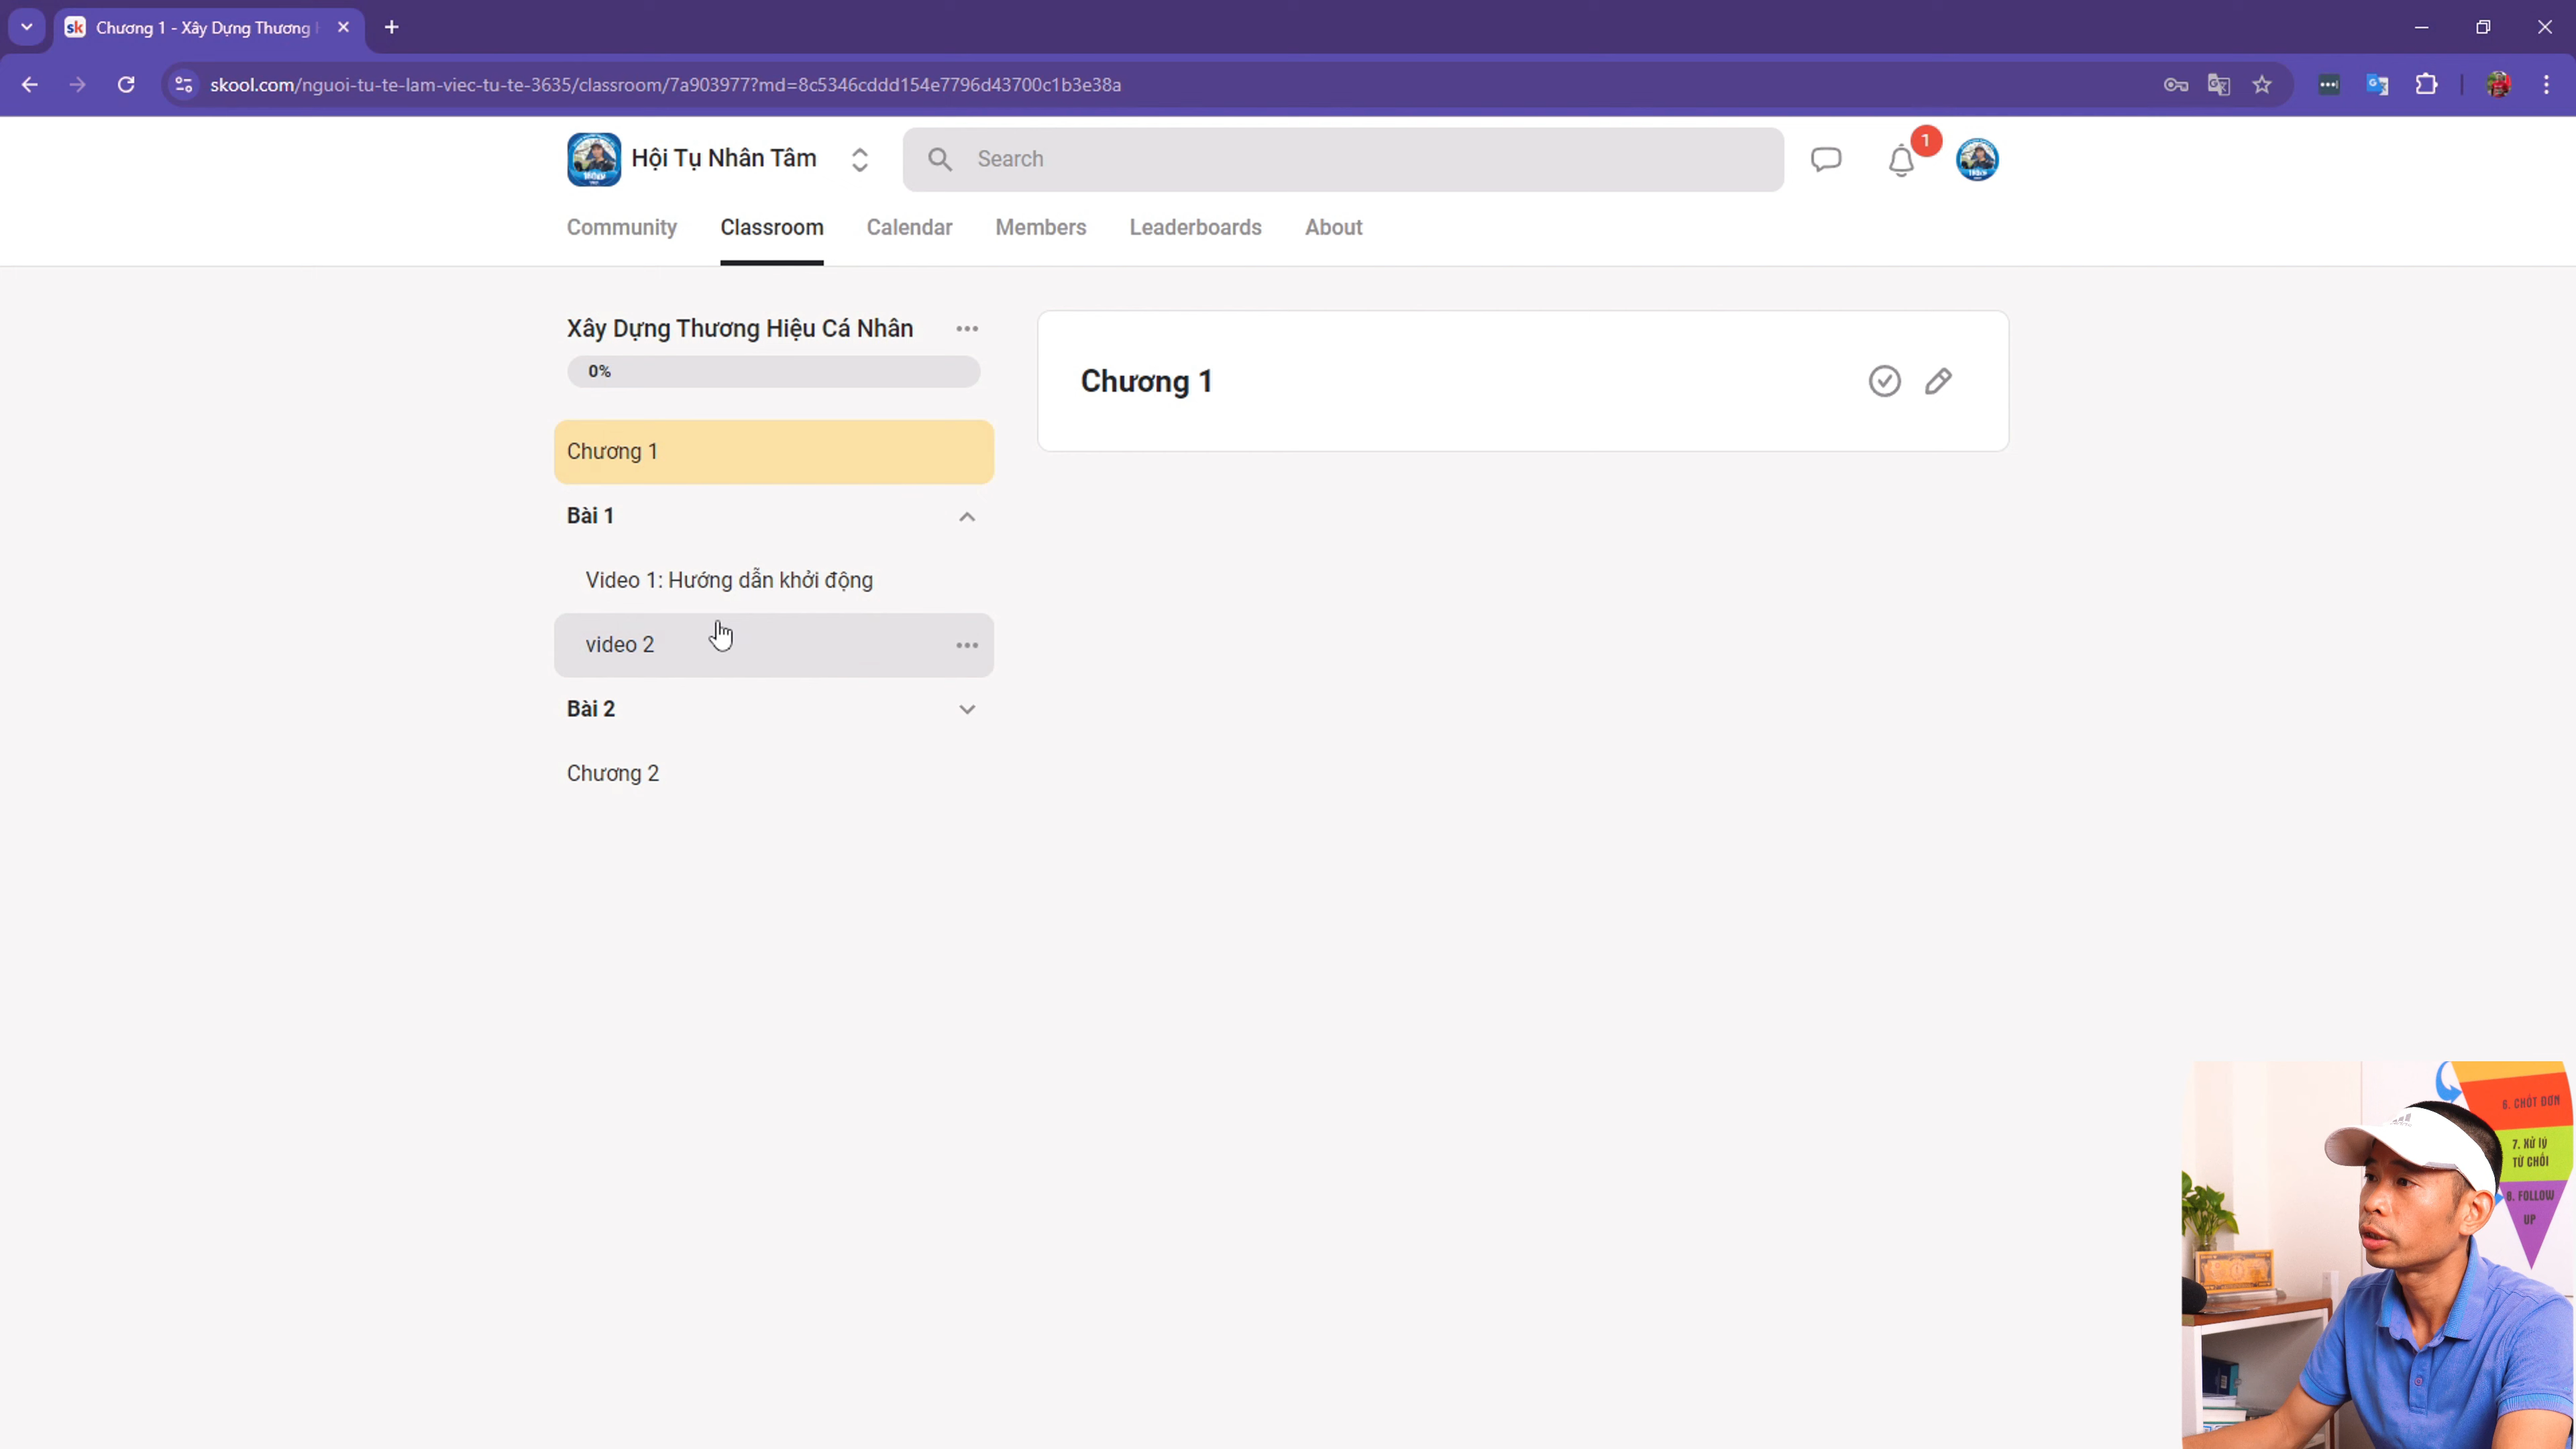 sk Chương 1 - Xây Dựng Thương
skool.com/nguoi-tu-te-lam-viec-tu-te-3635/classroom/7a903977?md=8c5346cddd154e7796d43700c1b3e38a
Hội Tụ Nhân Tâm
Search
1
Community Classroom Calendar Members Leaderboards About
Xây Dựng Thương Hiệu Cá Nhân
0%
Chương 1
Chương 1
Bài 1
Video 1: Hướng dẫn khởi động
video 2
Bài 2
Chương 2
6. CHỐT ĐƠN
7. XỬ LÝ
TỪ CHỐI
8. FOLLOW
UP